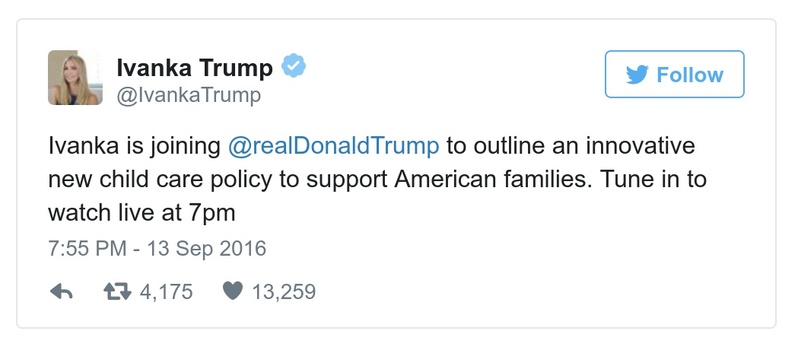 Ivanka Trump
@IvankaTrump
Follow
Ivanka is joining @realDonaldTrump to outline an innovative
new child care policy to support American families. Tune in to
watch live at 7pm
7:55 PM - 13 Sep 2016
4,175 13,259